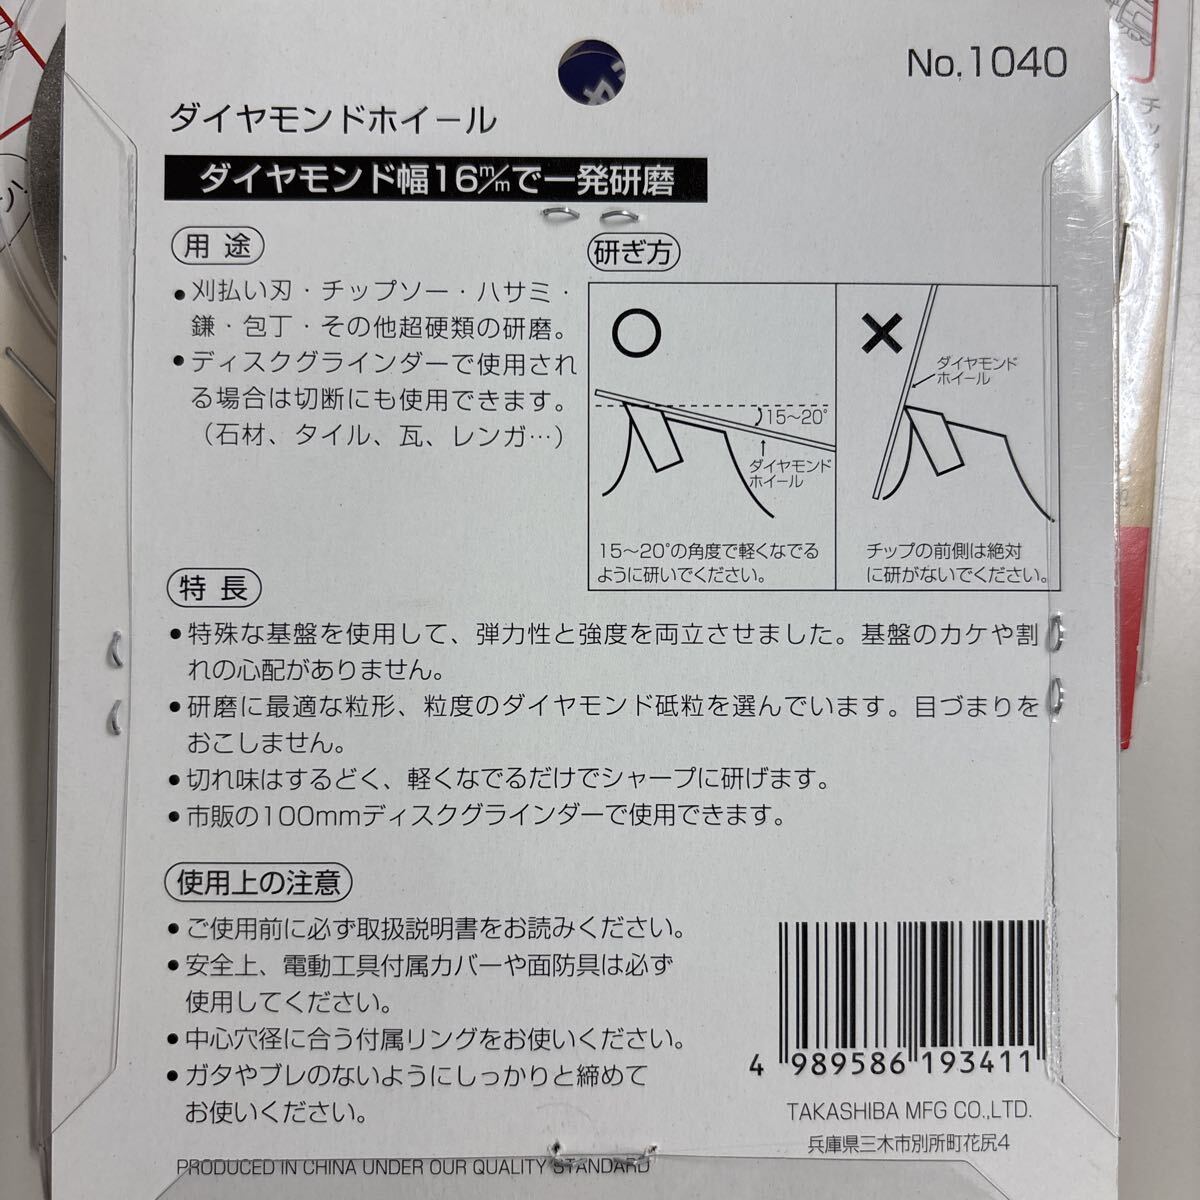 No.1040
ダイヤモンドホイール
ダイヤモンド幅16m/mで一発研磨
用途
●刈払い刃・チップソー・ハサミ・
鎌・包丁・その他超硬類の研磨。
●ディスクグラインダーで使用され
る場合は切断にも使用できます。
(石材、タイル、瓦、レンガ…)
研ぎ方
15～20°
ダイヤモンド
ホイール
15～20°の角度で軽くなでる
ように研いでください。
ダイヤモンド
ホイール
チップの前側は絶対
に研がないでください。
特長
●特殊な基盤を使用して、弾力性と強度を両立させました。基盤のカケや割
れの心配がありません。
●研磨に最適な粒形、粒度のダイヤモンド砥粒を選んでいます。目づまりを
おこしません。
●切れ味はするどく、軽くなでるだけでシャープに研げます。
●市販の100mmディスクグラインダーで使用できます。
使用上の注意
●ご使用前に必ず取扱説明書をお読みください。
●安全上、電動工具付属カバーや面防具は必ず
使用してください。
●中心穴径に合う付属リングをお使いください。
●ガタやブレのないようにしっかりと締めて
お使いください。
4 989586 193411
TAKASHIBA MFG CO.,LTD.
兵庫県三木市別所町花尻4
PRODUCED IN CHINA UNDER OUR QUALITY STANDARD
チップ